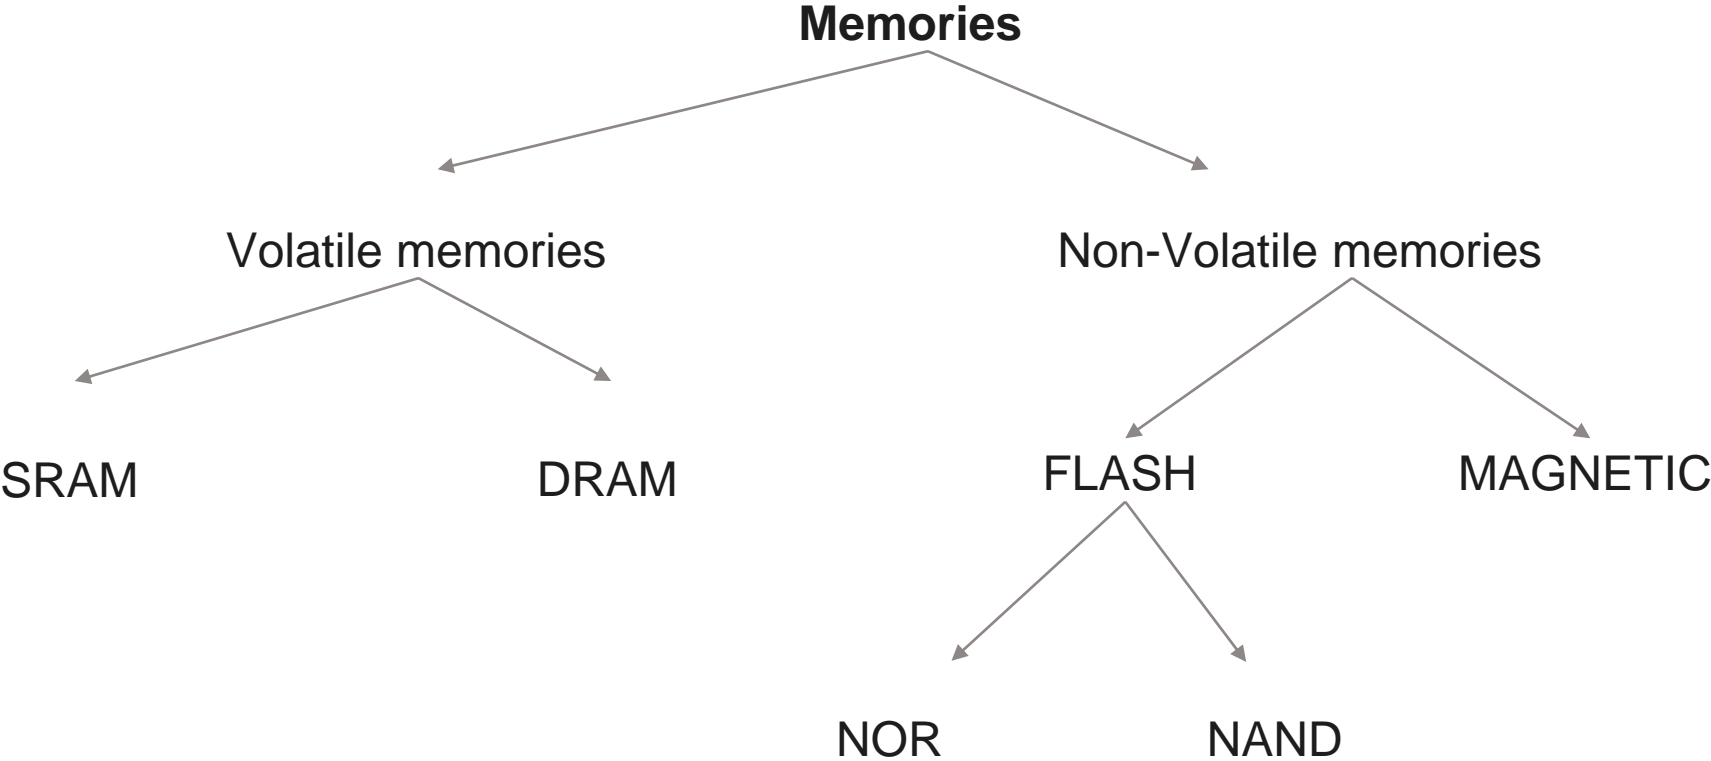 Memories
Volatile memories
Non-Volatile memories
SRAM
DRAM
FLASH
MAGNETIC
NOR
NAND